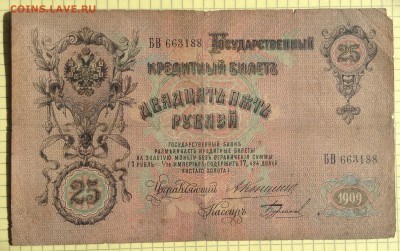 COINS.LAVE.RU
БВ 663188 Государственный 25
Кредитный Билетъ
Двадцать Пять
Рублей
Государственный Банкъ
размѣниваетъ кредитные билеты
на золотую монету безъ ограниченія суммы
(1 рубль = 1/15 имперіала, содержитъ 17,424 долей
чистаго золота)
БВ 663188
25
Управляющій
Кассиръ
1909